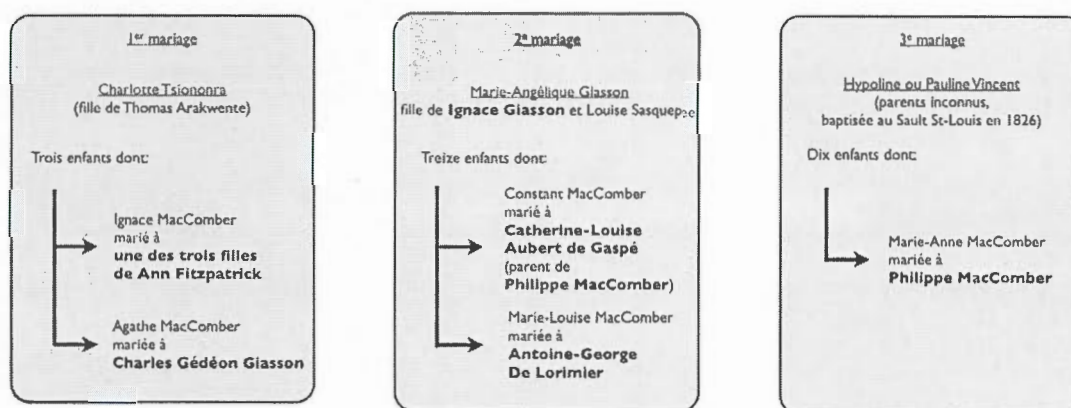 1er mariage
Charlotte Tsiononra
(fille de Thomas Arakwente)
Trois enfants dont:
Ignace MacComber
marié à
une des trois filles
de Ann Fitzpatrick
Agathe MacComber
mariée à
Charles Gédéon Giasson
2e mariage
Marie-Angélique Giasson
fille de Ignace Giasson et Louise Sasquepee
Treize enfants dont:
Constant MacComber
marié à
Catherine-Louise
Aubert de Gaspé
(parent de
Philippe MacComber)
Marie-Louise MacComber
mariée à
Antoine-George
De Lorimier
3e mariage
Hypoline ou Pauline Vincent
(parents inconnus,
baptisée au Sault St-Louis en 1826)
Dix enfants dont:
Marie-Anne MacComber
mariée à
Philippe MacComber